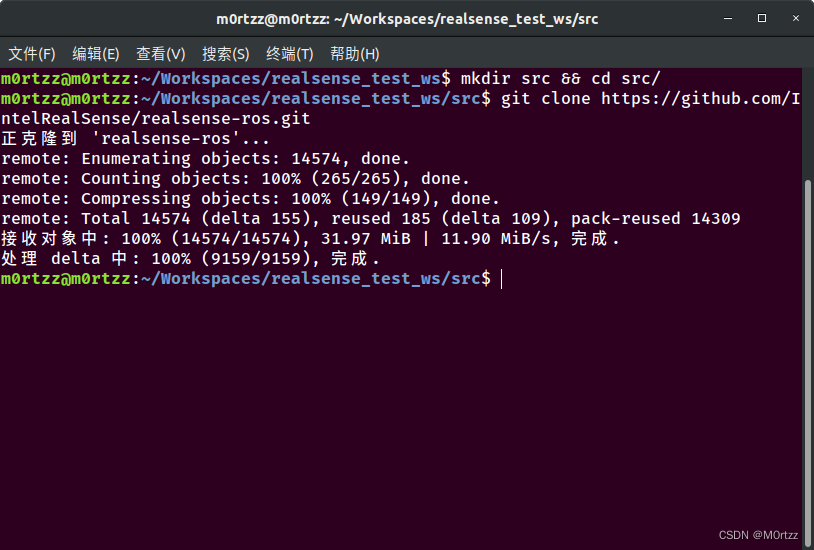 m0rtzz@m0rtzz: ~/Workspaces/realsense_test_ws/src
文件(F) 编辑(E) 查看(V) 搜索(S) 终端(T) 帮助(H)
m0rtzz@m0rtzz:~/Workspaces/realsense_test_ws$ mkdir src && cd src/
m0rtzz@m0rtzz:~/Workspaces/realsense_test_ws/src$ git clone https://github.com/I
ntelRealSense/realsense-ros.git
正克隆到 'realsense-ros'...
remote: Enumerating objects: 14574, done.
remote: Counting objects: 100% (265/265), done.
remote: Compressing objects: 100% (149/149), done.
remote: Total 14574 (delta 155), reused 185 (delta 109), pack-reused 14309
接收对象中: 100% (14574/14574), 31.97 MiB | 11.90 MiB/s, 完成.
处理 delta 中: 100% (9159/9159), 完成.
m0rtzz@m0rtzz:~/Workspaces/realsense_test_ws/src$
CSDN @M0rtzz